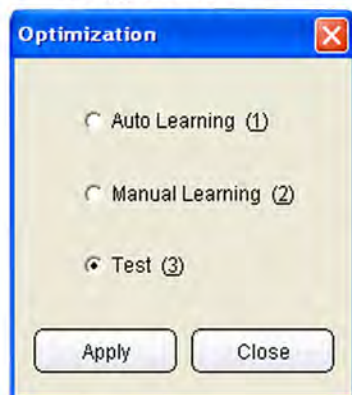 Optimization
Auto Learning (1)
Manual Learning (2)
Test (3)
Apply Close